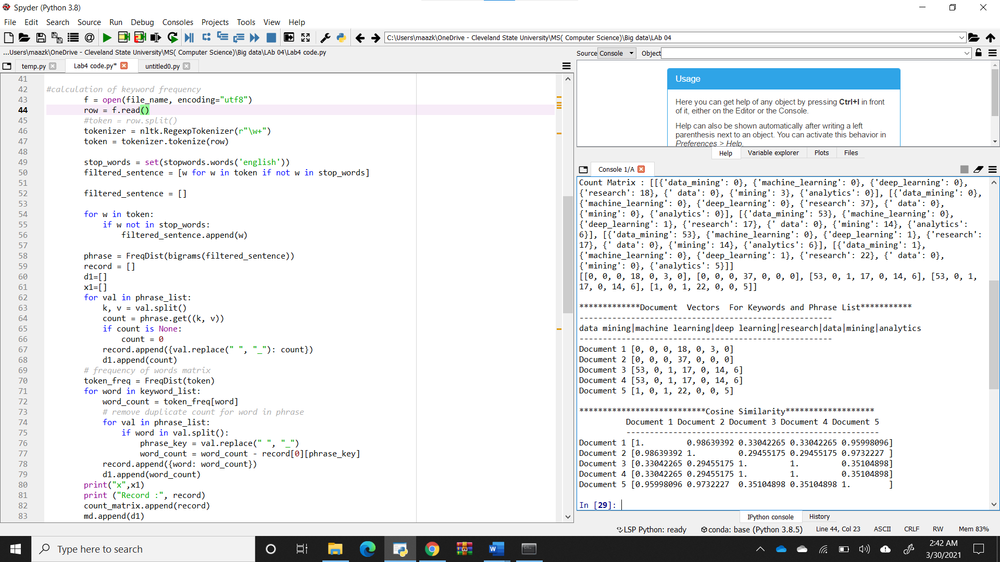 Spyder (Python 3.8)
File Edit Search Source Run Debug Consoles Projects Tools View Help
C:\Users\maazk\OneDrive - Cleveland State University\MS( Computer Science)\Big data\LAb 04
...Users\maazk\OneDrive - Cleveland State University\MS( Computer Science)\Big data\LAb 04\Lab4 code.py
temp.py Lab4 code.py* untitled0.py
41
42 #calculation of keyword frequency
43 f = open(file_name, encoding="utf8")
44 row = f.read()
45 #token = row.split()
46 tokenizer = nltk.RegexpTokenizer(r"\w+")
47 token = tokenizer.tokenize(row)
48
49 stop_words = set(stopwords.words('english'))
50 filtered_sentence = [w for w in token if not w in stop_words]
51
52 filtered_sentence = []
53
54 for w in token:
55 if w not in stop_words:
56 filtered_sentence.append(w)
57
58 phrase = FreqDist(bigrams(filtered_sentence))
59 record = []
60 d1=[]
61 x1=[]
62 for val in phrase_list:
63 k, v = val.split()
64 count = phrase.get((k, v))
65 if count is None:
66 count = 0
67 record.append({val.replace(" ", "_"): count})
68 d1.append(count)
69 # frequency of words matrix
70 token_freq = FreqDist(token)
71 for word in keyword_list:
72 word_count = token_freq[word]
73 # remove duplicate count for word in phrase
74 for val in phrase_list:
75 if word in val.split():
76 phrase_key = val.replace(" ", "_")
77 word_count = word_count - record[0][phrase_key]
78 record.append({word: word_count})
79 d1.append(word_count)
80 print("x",x1)
81 print ("Record :", record)
82 count_matrix.append(record)
83 md.append(d1)
Source Console Object
Usage
Here you can get help of any object by pressing Ctrl+I in front
of it, either on the Editor or the Console.
Help can also be shown automatically after writing a left
parenthesis next to an object. You can activate this behavior in
Preferences > Help.
Help Variable explorer Plots Files
Console 1/A
Count Matrix : [[{'data_mining': 0}, {'machine_learning': 0}, {'deep_learning': 0},
{'research': 18}, {' data': 0}, {'mining': 3}, {'analytics': 0}], [{'data_mining': 0},
{'machine_learning': 0}, {'deep_learning': 0}, {'research': 37}, {' data': 0},
{'mining': 0}, {'analytics': 0}], [{'data_mining': 53}, {'machine_learning': 0},
{'deep_learning': 1}, {'research': 17}, {' data': 0}, {'mining': 14}, {'analytics':
6}], [{'data_mining': 53}, {'machine_learning': 0}, {'deep_learning': 1}, {'research':
17}, {' data': 0}, {'mining': 14}, {'analytics': 6}], [{'data_mining': 1},
{'machine_learning': 0}, {'deep_learning': 1}, {'research': 22}, {' data': 0},
{'mining': 0}, {'analytics': 5}]]
[[0, 0, 0, 18, 0, 3, 0], [0, 0, 0, 37, 0, 0, 0], [53, 0, 1, 17, 0, 14, 6], [53, 0, 1,
17, 0, 14, 6], [1, 0, 1, 22, 0, 0, 5]]
*************Document Vectors For Keywords and Phrase List***********
------------------------------------------------------
data mining|machine learning|deep learning|research|data|mining|analytics
------------------------------------------------------
Document 1 [0, 0, 0, 18, 0, 3, 0]
Document 2 [0, 0, 0, 37, 0, 0, 0]
Document 3 [53, 0, 1, 17, 0, 14, 6]
Document 4 [53, 0, 1, 17, 0, 14, 6]
Document 5 [1, 0, 1, 22, 0, 0, 5]
***************************Cosine Similarity*******************
Document 1 Document 2 Document 3 Document 4 Document 5
------------------------------------------------------
Document 1 [1. 0.98639392 0.33042265 0.33042265 0.95998096]
Document 2 [0.98639392 1. 0.29455175 0.29455175 0.9732227 ]
Document 3 [0.33042265 0.29455175 1. 1. 0.35104898]
Document 4 [0.33042265 0.29455175 1. 1. 0.35104898]
Document 5 [0.95998096 0.9732227 0.35104898 0.35104898 1. ]
In [29]:
IPython console History
LSP Python: ready conda: base (Python 3.8.5) Line 44, Col 23 ASCII CRLF RW Mem 83%
Type here to search
2:42 AM
3/30/2021